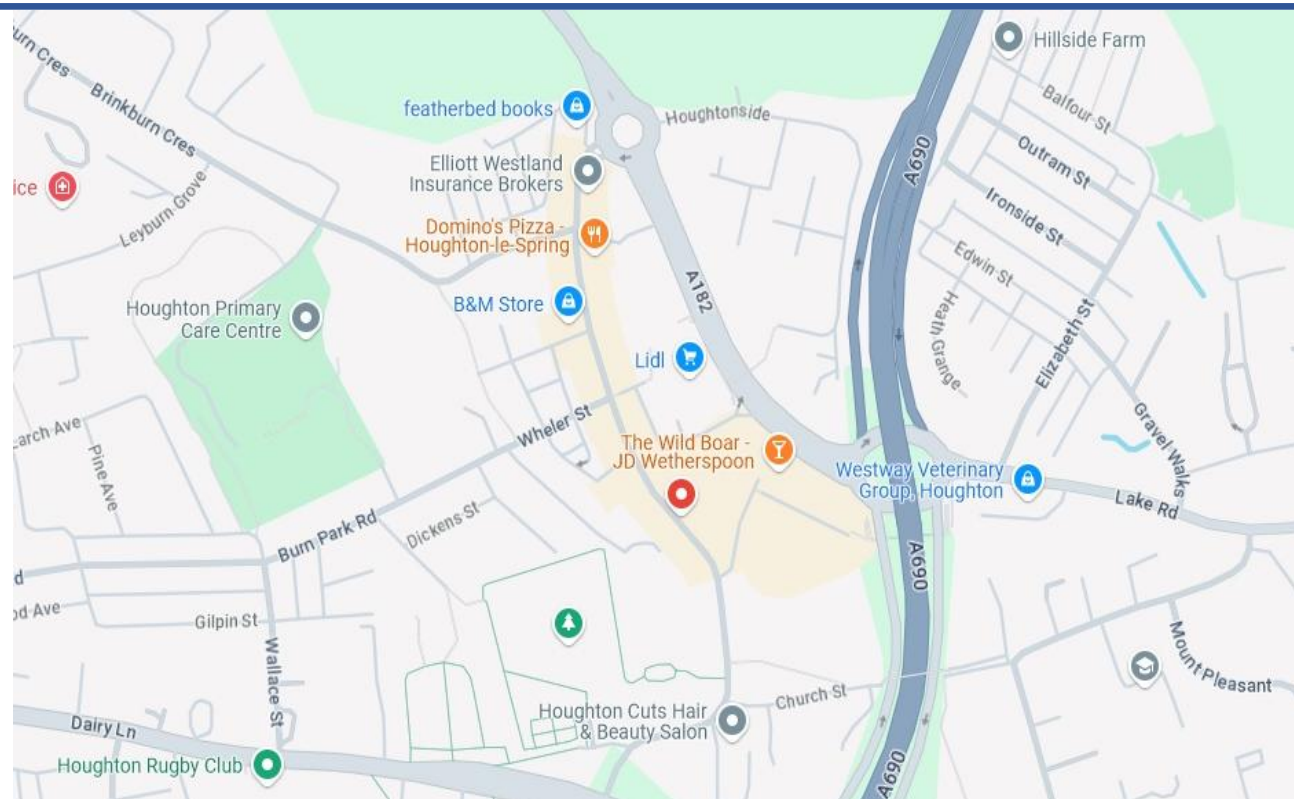 urn Cres
Brinkburn Cres
featherbed books
Houghtonside
A690
Hillside Farm
Balfour St
Outram St
Ironside St
Elliott Westland
Insurance Brokers
ice
Leyburn Grove
Domino's Pizza -
Houghton-le-Spring
Edwin St
Heath Grange
A182
B&M Store
Houghton Primary
Care Centre
Elizabeth St
Lidl
Wheler St
Gravel Walks
arch Ave
Pine Ave
The Wild Boar -
JD Wetherspoon
Westway Veterinary
Group, Houghton
Lake Rd
Dickens St
Burn Park Rd
A690
d
od Ave
Gilpin St
Wallace St
Mount Pleasant
Church St
Houghton Cuts Hair
& Beauty Salon
Dairy Ln
Houghton Rugby Club
A690